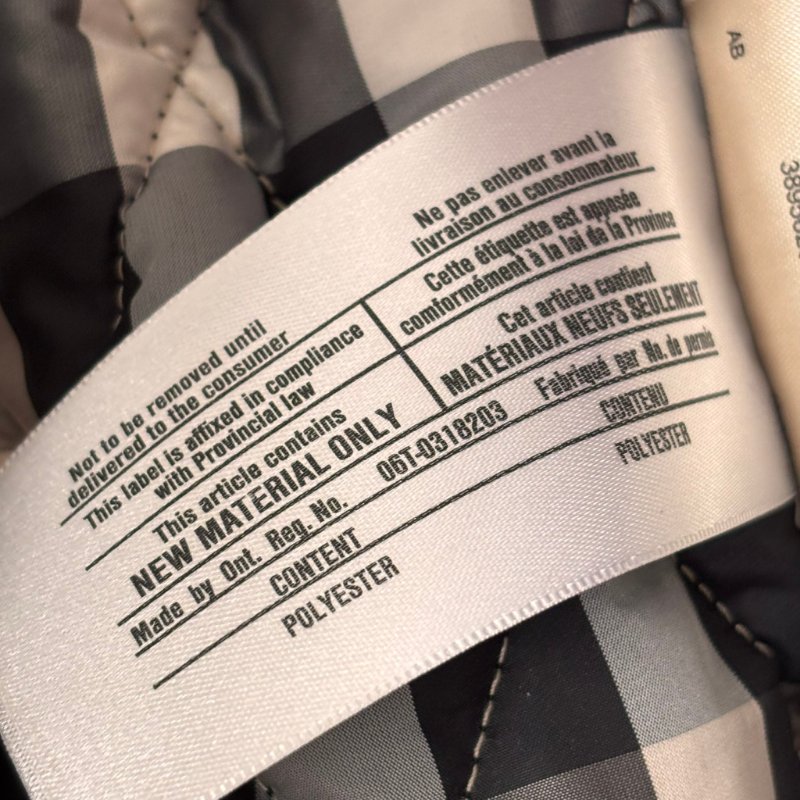 Not to be removed until
delivered to the consumer
This label is affixed in compliance
with Provincial law
This article contains
NEW MATERIAL ONLY
Made by Ont. Reg. No. 06T-0318203 Fabriqué par No. de permis
CONTENT
POLYESTER
Ne pas enlever avant la
livraison au consommateur
Cette étiquette est apposée
comformément à la loi de la Province
Cet article contient
MATÉRIAUX NEUFS SEULEMENT
CONTENU
POLYESTER
AB